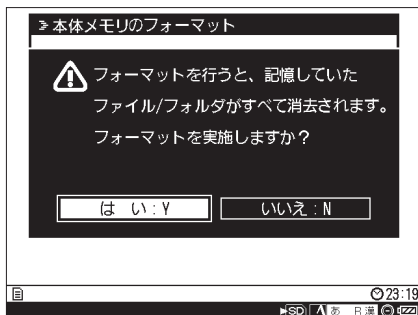 本体メモリのフォーマット
フォーマットを行うと、記憶していた
ファイル/フォルダがすべて消去されます。
フォーマットを実施しますか?
は い:Y
いいえ:N
23:19
SD あ R漢